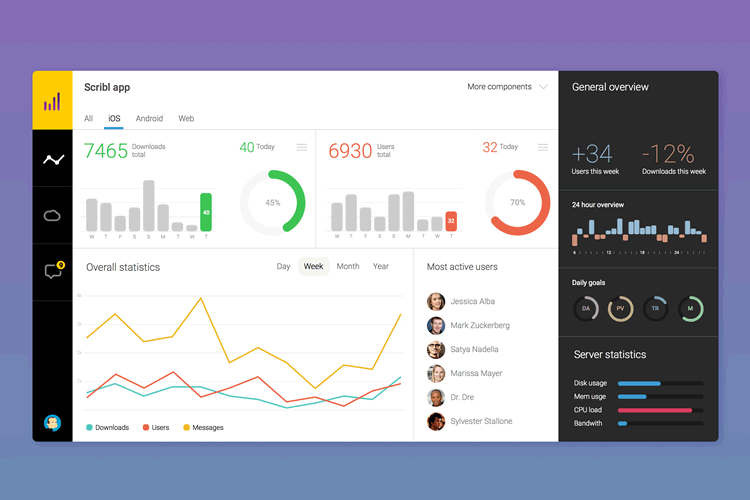 Scribl app
More components
All iOS Android Web
7465 Downloads total
40 Today
45%
40
W T F S S M T W T
6930 Users total
32 Today
70%
32
W T F S S M T W T
Overall statistics
Day Week Month Year
Downloads Users Messages
Most active users
Jessica Alba
Mark Zuckerberg
Satya Nadella
Marissa Mayer
Dr. Dre
Sylvester Stallone
9
General overview
+34
Users this week
-12%
Downloads this week
24 hour overview
6 12 18 24
Daily goals
DA PV TR M
Server statistics
Disk usage
Mem usge
CPU load
Bandwith